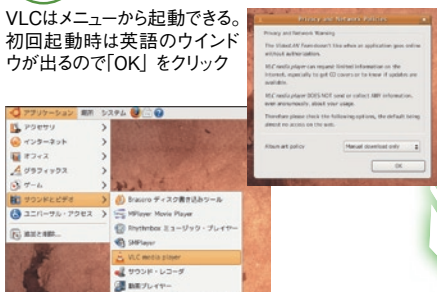 VLCはメニューから起動できる。
初回起動時は英語のウインド
ウが出るので「OK」をクリック
Privacy and Network Policies
Privacy and Network Warning
The VideoLAN Team doesn't like when an application goes online
without authorization.
VLC media player can request limited information on the
Internet, especially to get CD covers or to know if updates are
available.
VLC media player DOES NOT send or collect ANY information,
even anonymously, about your usage.
Therefore please check the following options, the default being
almost no access on the web.
Album art policy
Manual download only
OK
アプリケーション 場所 システム
アクセサリ
インターネット
オフィス
グラフィックス
ゲーム
サウンドとビデオ
ユニバーサル・アクセス
追加と削除...
Brasero ディスク書き込みツール
MPlayer Movie Player
Rhythmbox ミュージック・プレイヤー
SMPlayer
VLC media player
サウンド・レコーダ
動画プレイヤー